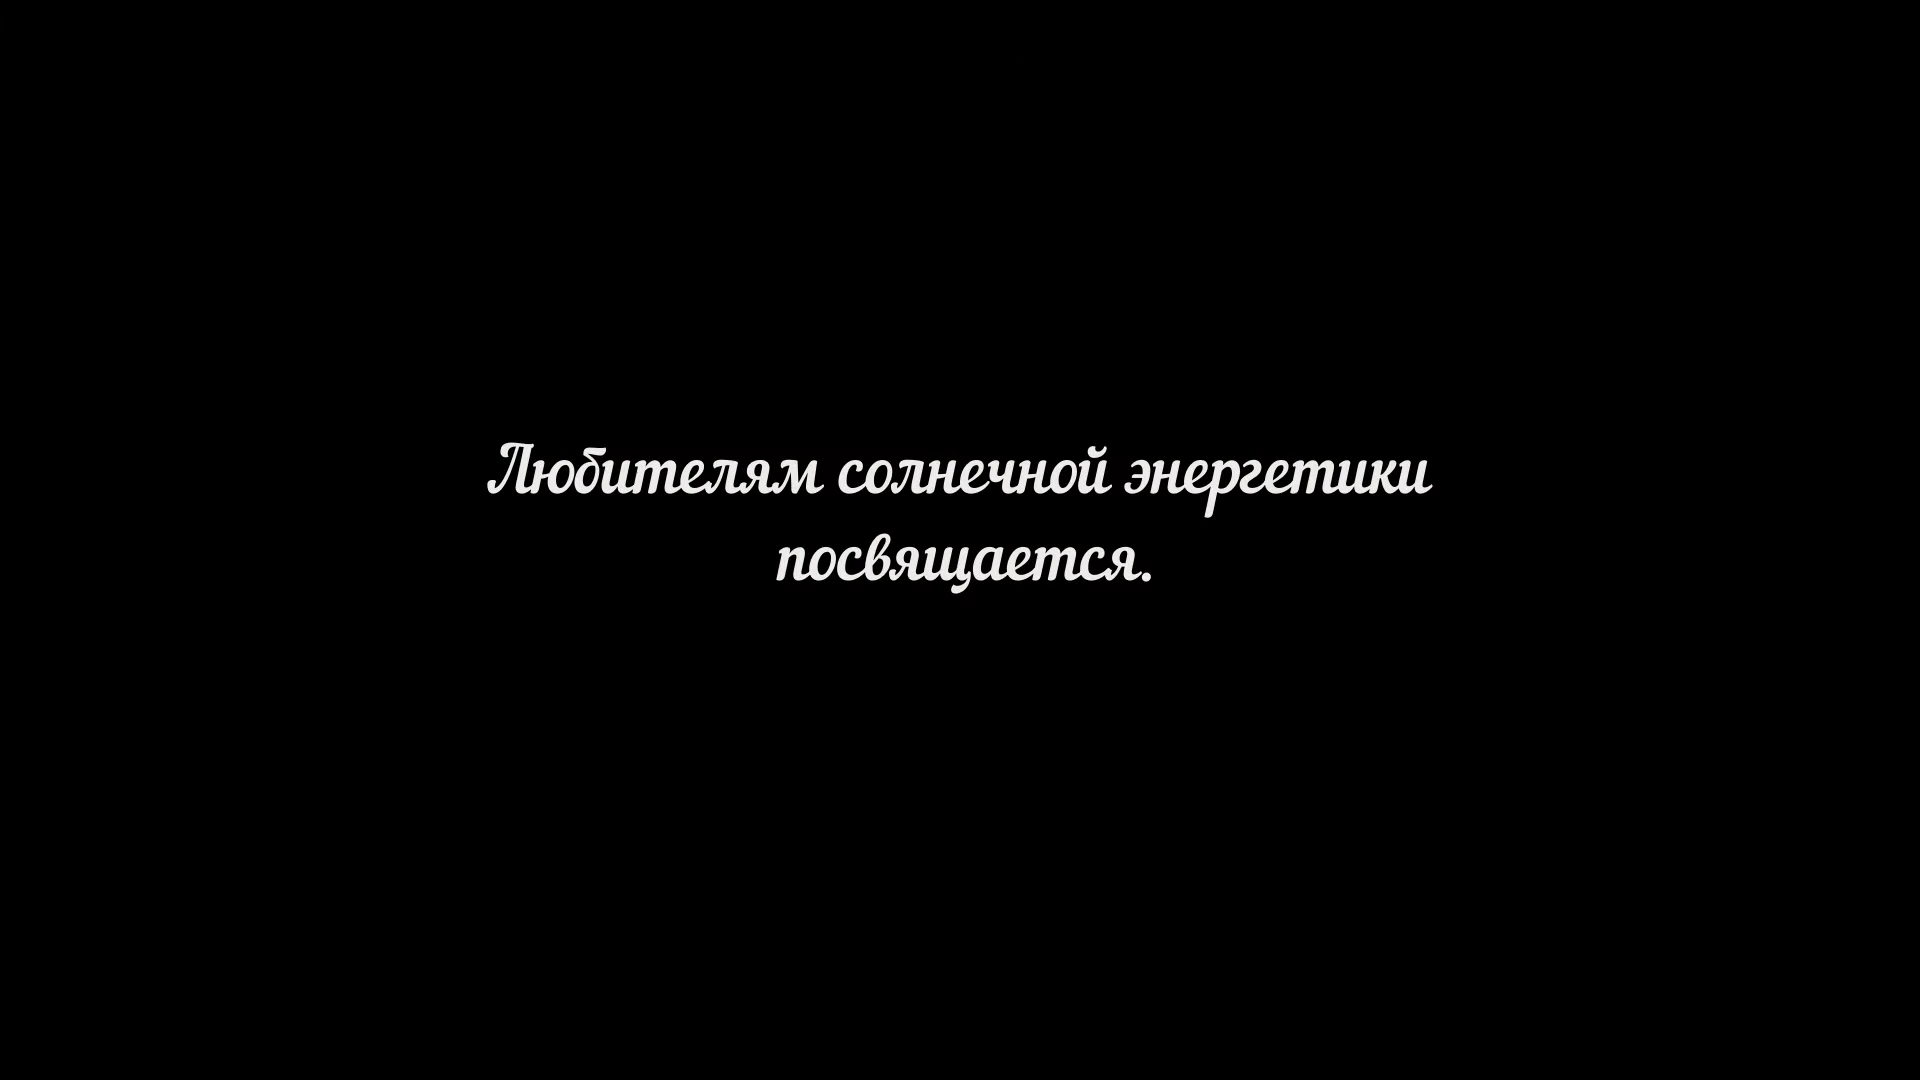 Любителям солнечной энергетики
посвящается.